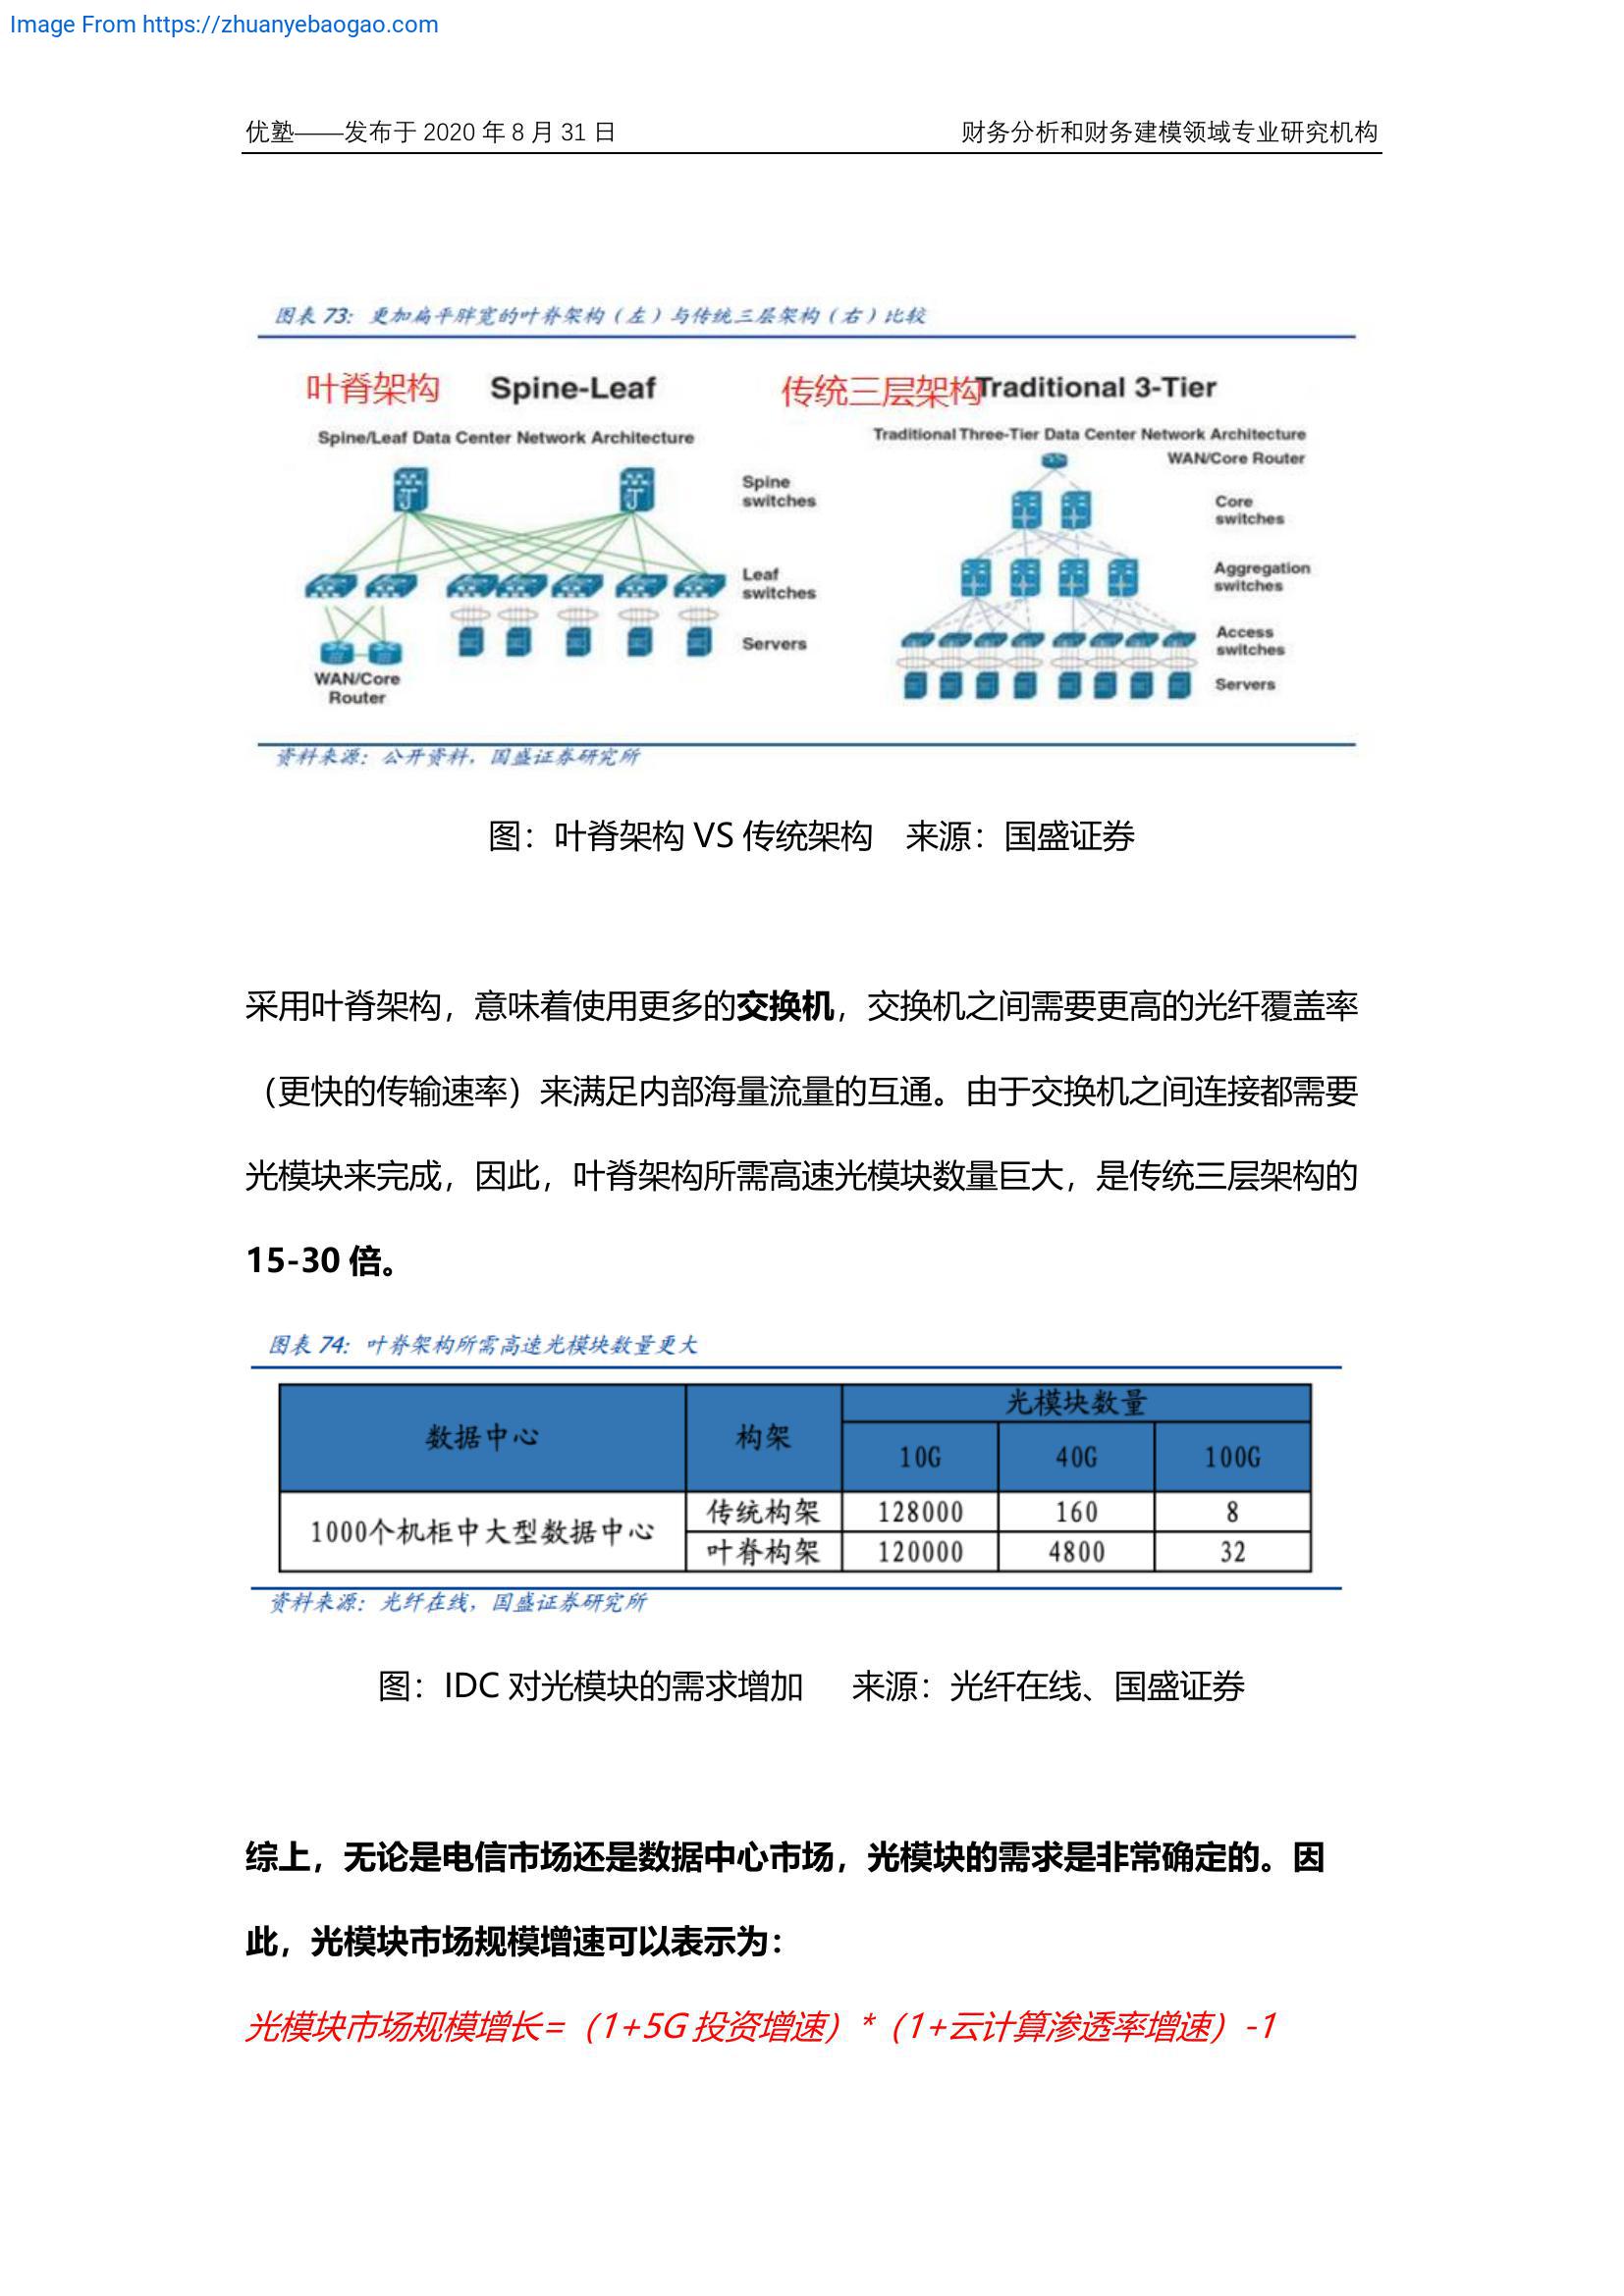 Image From https://zhuanyebaogao.com
优塾——发布于 2020 年 8 月 31 日 财务分析和财务建模领域专业研究机构
图表 73: 更加扁平胖宽的叶脊架构（左）与传统三层架构（右）比较
叶脊架构 Spine-Leaf 传统三层架构 Traditional 3-Tier
Spine/Leaf Data Center Network Architecture
Traditional Three-Tier Data Center Network Architecture
WAN/Core Router
Spine
switches
Core
switches
Leaf
switches
Aggregation
switches
Servers
Access
switches
WAN/Core
Router
Servers
资料来源：公开资料，国盛证券研究所
图：叶脊架构 VS 传统架构 来源：国盛证券
采用叶脊架构，意味着使用更多的交换机，交换机之间需要更高的光纤覆盖率
（更快的传输速率）来满足内部海量流量的互通。由于交换机之间连接都需要
光模块来完成，因此，叶脊架构所需高速光模块数量巨大，是传统三层架构的
15-30 倍。
图表 74: 叶脊架构所需高速光模块数量更大
数据中心 构架 光模块数量
10G 40G 100G
1000个机柜中大型数据中心 传统构架 128000 160 8
叶脊构架 120000 4800 32
资料来源：光纤在线，国盛证券研究所
图：IDC 对光模块的需求增加 来源：光纤在线、国盛证券
综上，无论是电信市场还是数据中心市场，光模块的需求是非常确定的。因
此，光模块市场规模增速可以表示为：
光模块市场规模增长=（1+5G 投资增速）*（1+云计算渗透率增速）-1